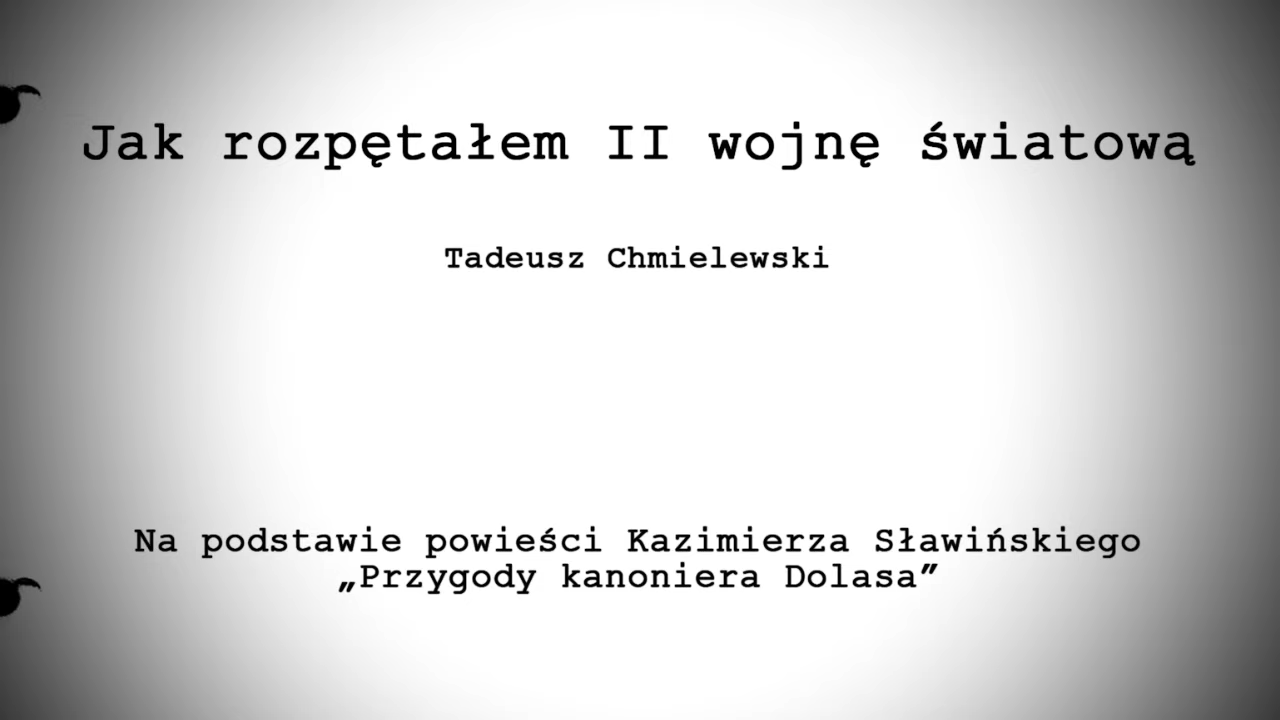 Jak rozpętałem II wojnę światową
Tadeusz Chmielewski
Na podstawie powieści Kazimierza Sławińskiego
„Przygody kanoniera Dolasa”